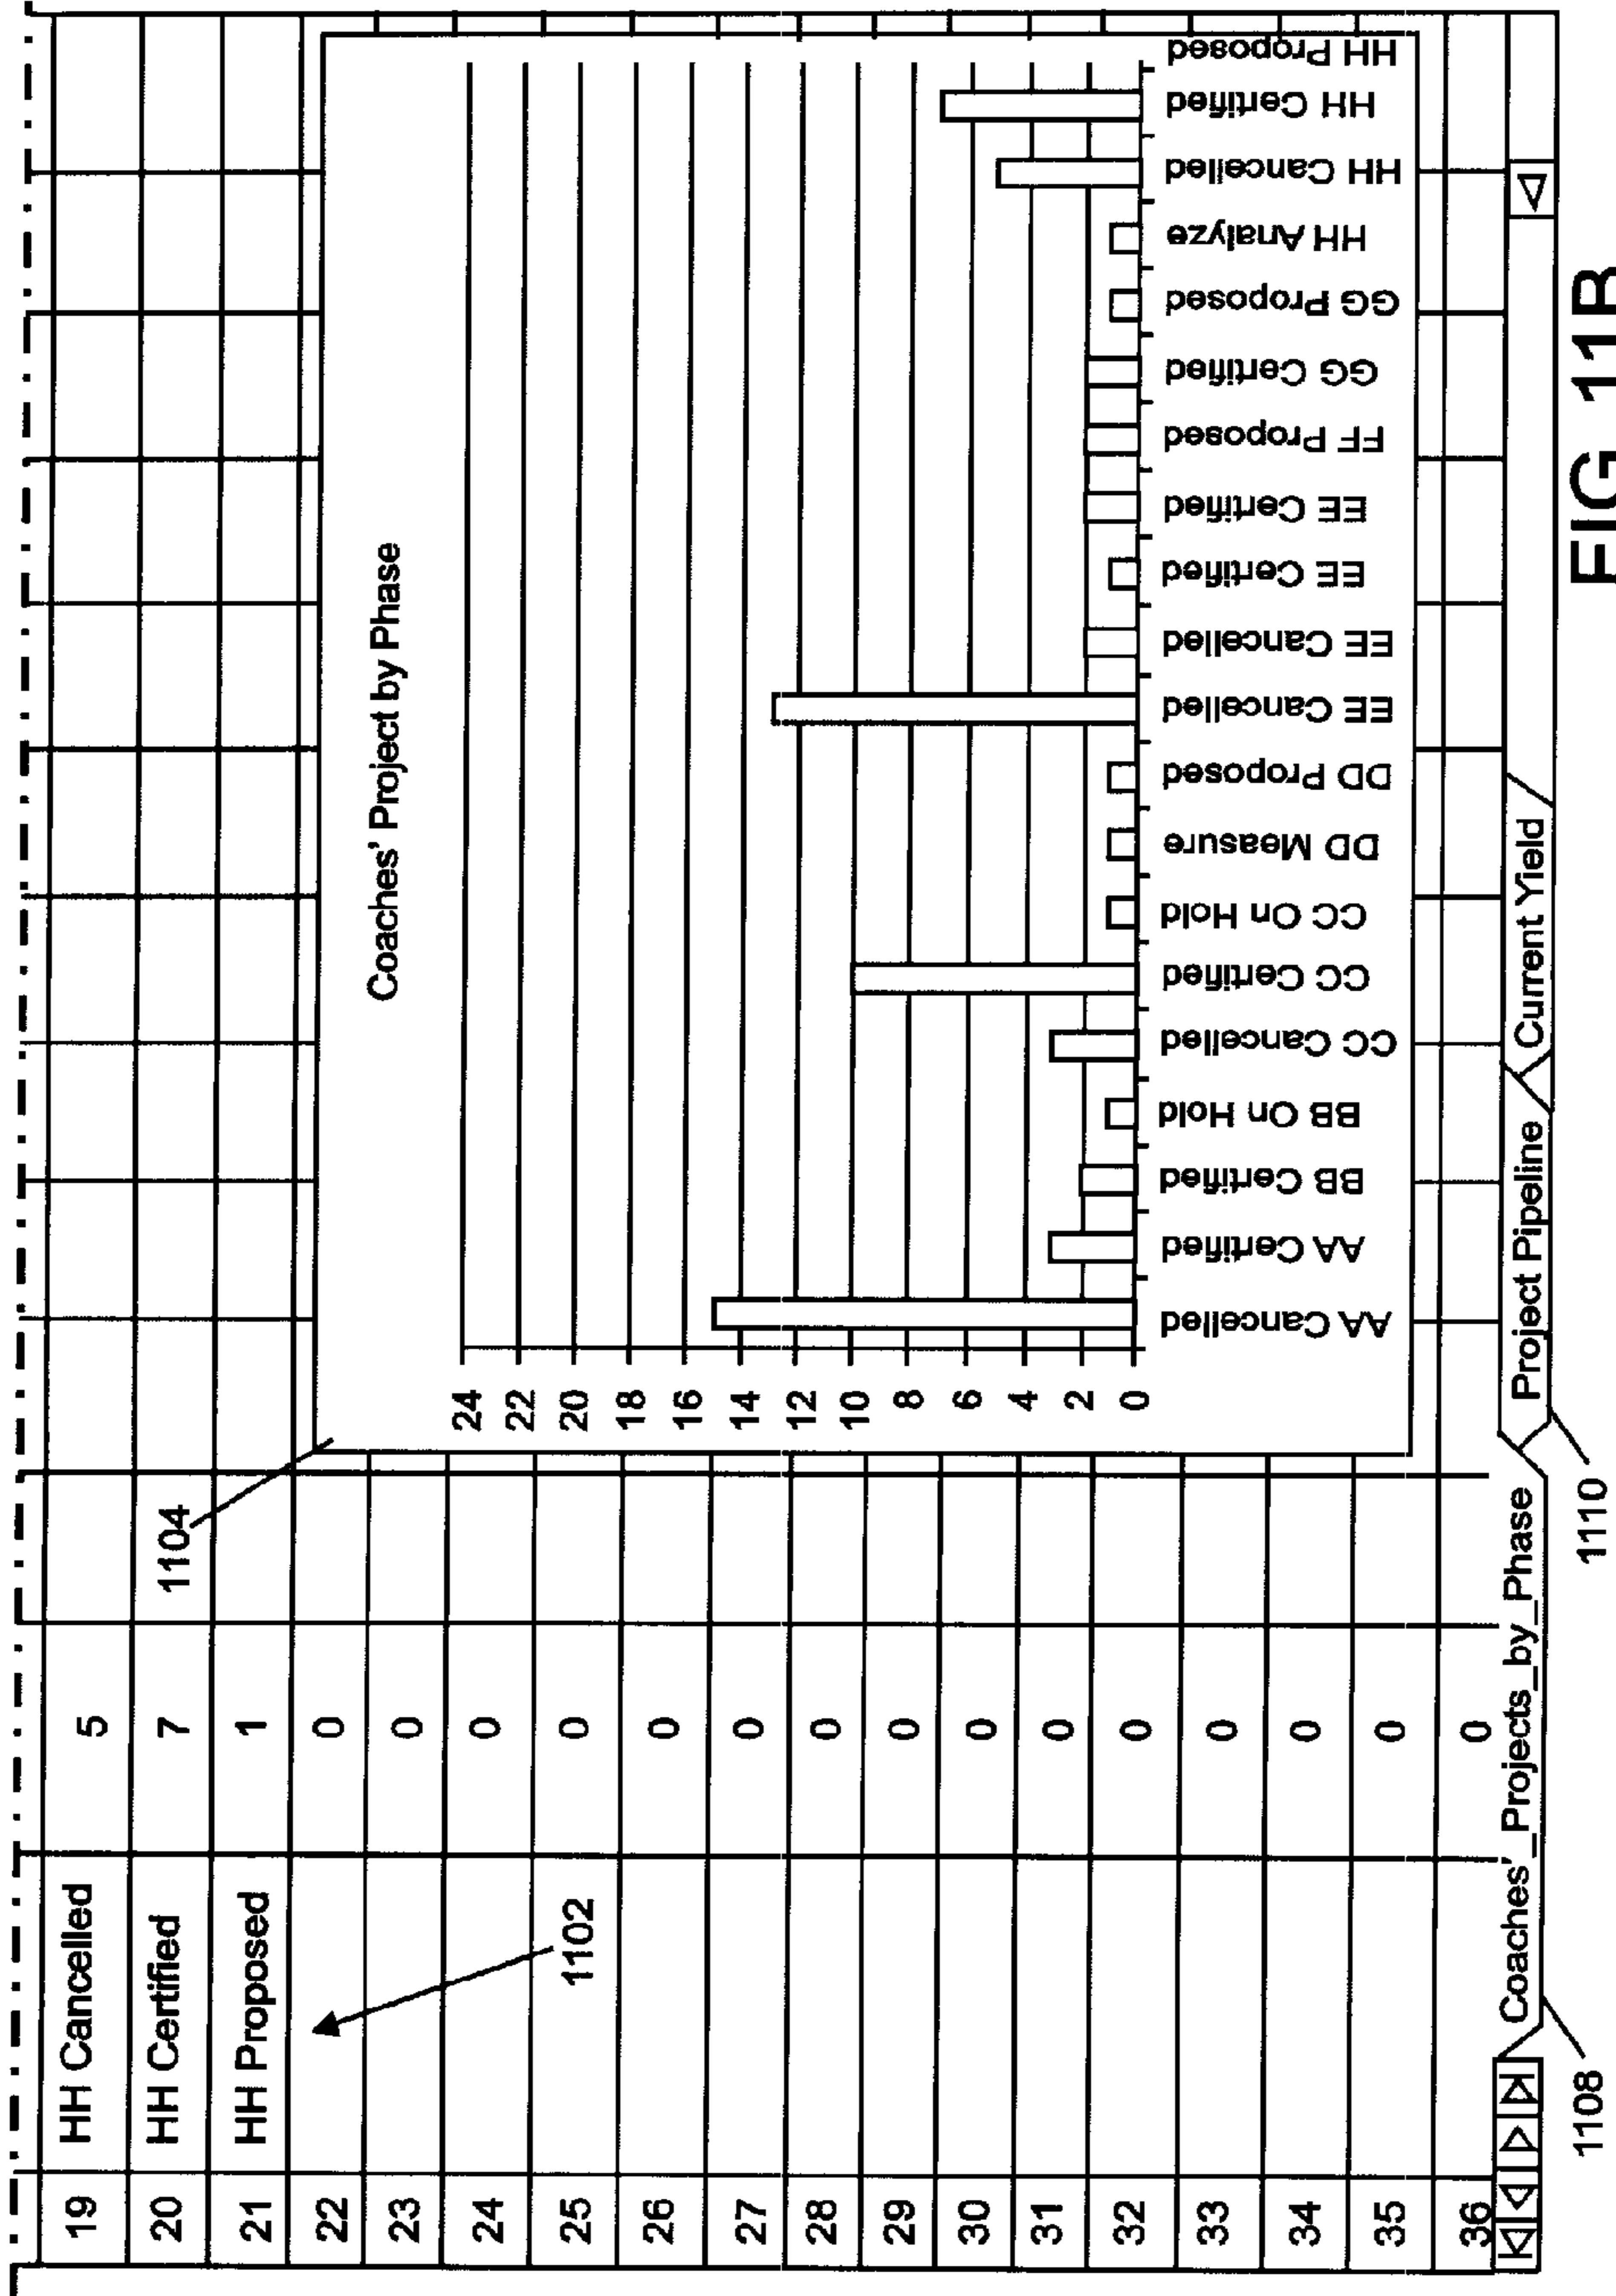 19 HH Cancelled 5
20 HH Certified 7
21 HH Proposed 1
22 0
23 0
24 0
25 0
26 0
27 0
28 0
29 0
30 0
31 0
32 0
33 0
34 0
35 0
36 0
1102
1104
Coaches' Project by Phase
24
22
20
18
16
14
12
10
8
6
4
2
0
AA Cancelled
AA Certified
BB Certified
BB On Hold
CC Cancelled
CC Certified
CC On Hold
DD Measure
DD Proposed
EE Cancelled
EE Cancelled
EE Certified
EE Certified
FF Proposed
GG Certified
GG Proposed
HH Analyze
HH Cancelled
HH Certified
HH Proposed
Coaches'_Projects_by_Phase Project Pipeline Current Yield
1108
1110
FIG 11B